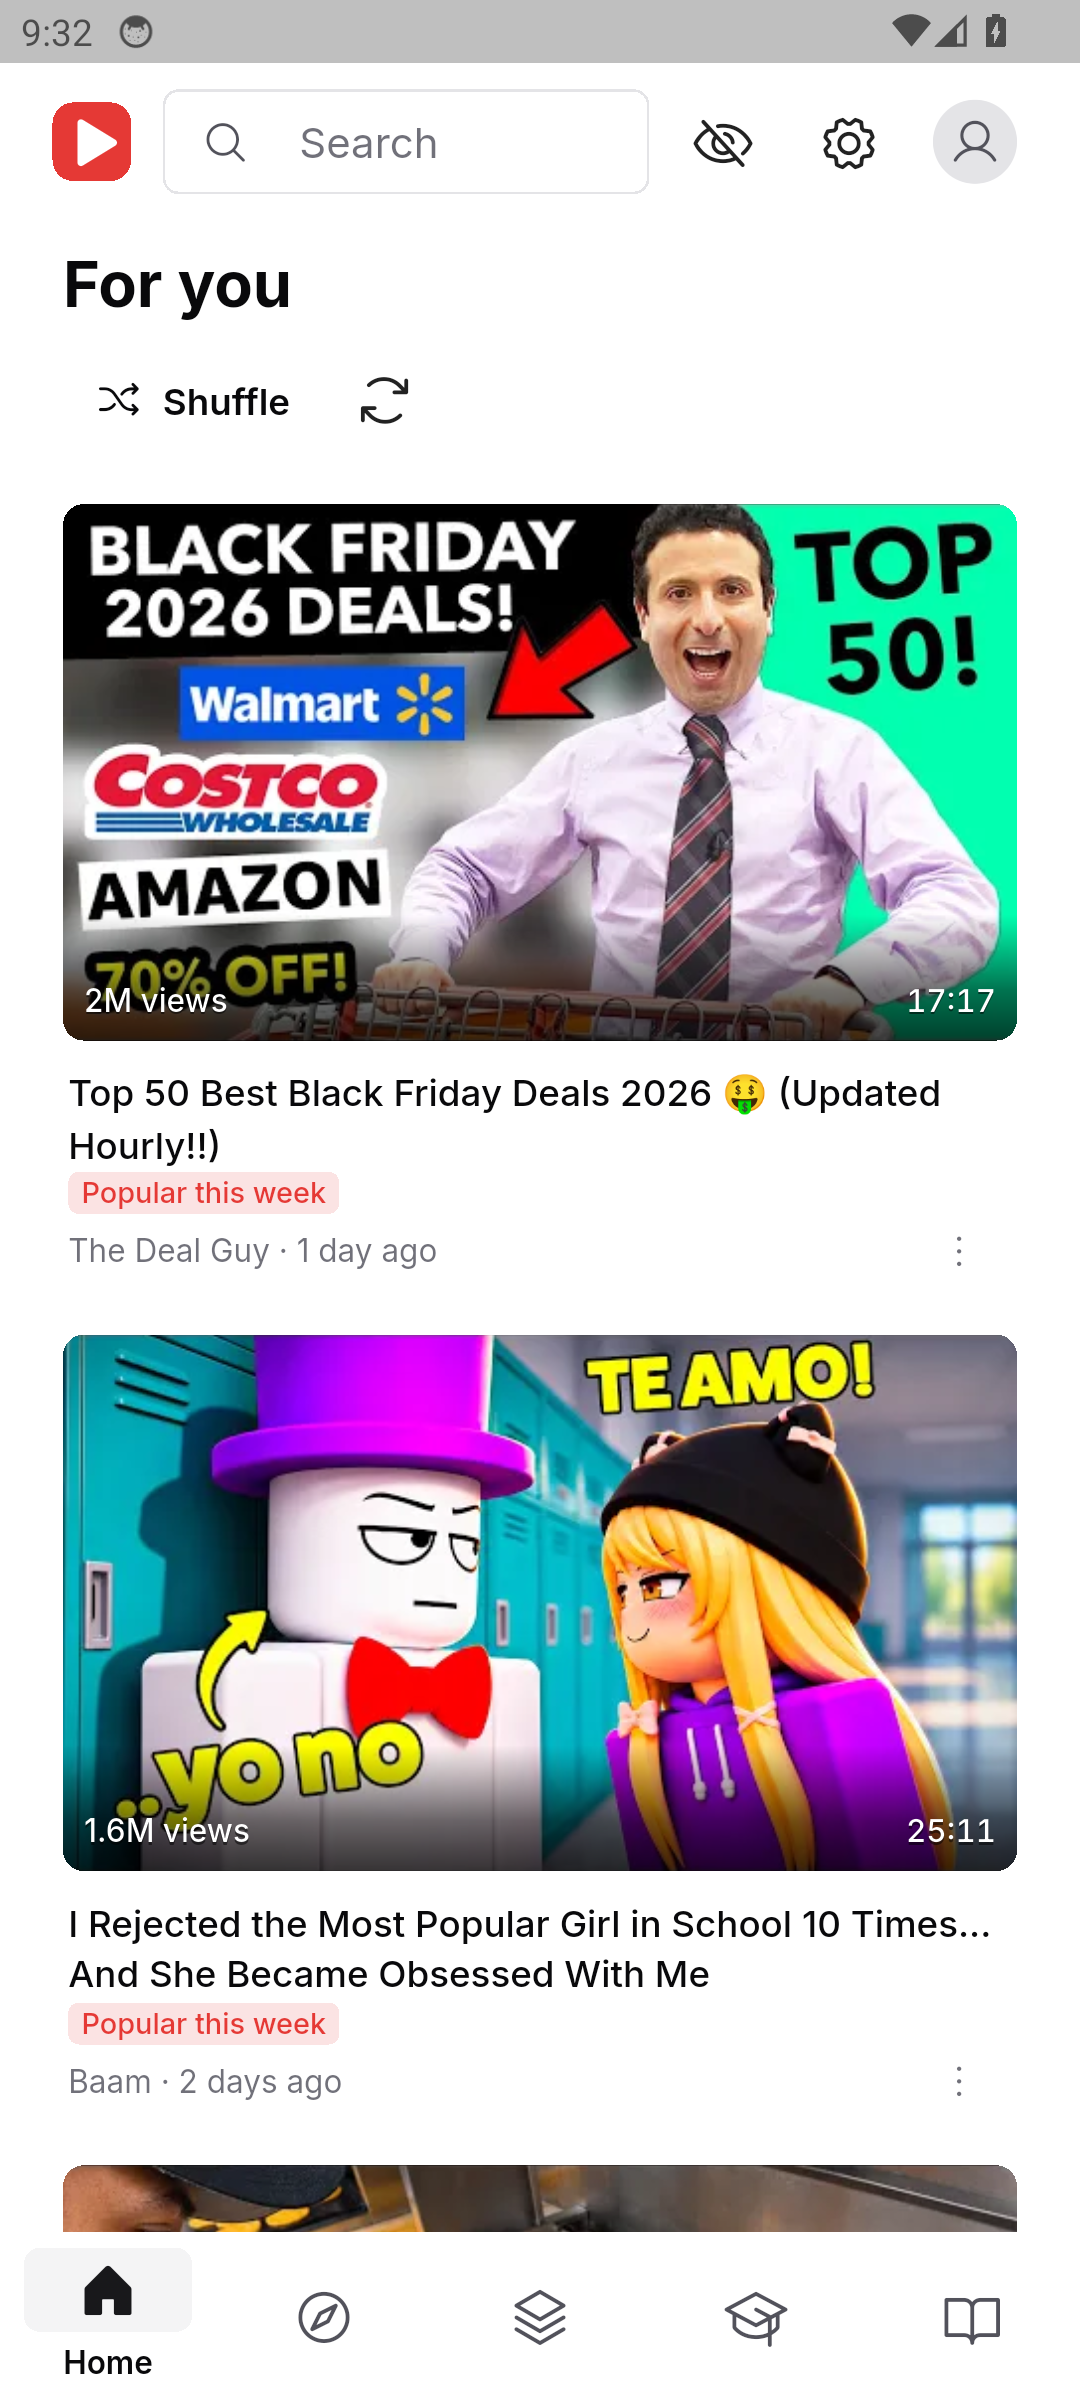 9:32
Search
For you
Shuffle
BLACK FRIDAY
2026 DEALS!
TOP
50!
Walmart
COSTCO
WHOLESALE
AMAZON
70% OFF!
2M views
17:17
Top 50 Best Black Friday Deals 2026 🤑 (Updated
Hourly!!)
Popular this week
The Deal Guy · 1 day ago
TE AMO!
..yo no
1.6M views
25:11
I Rejected the Most Popular Girl in School 10 Times...
And She Became Obsessed With Me
Popular this week
Baam · 2 days ago
Home